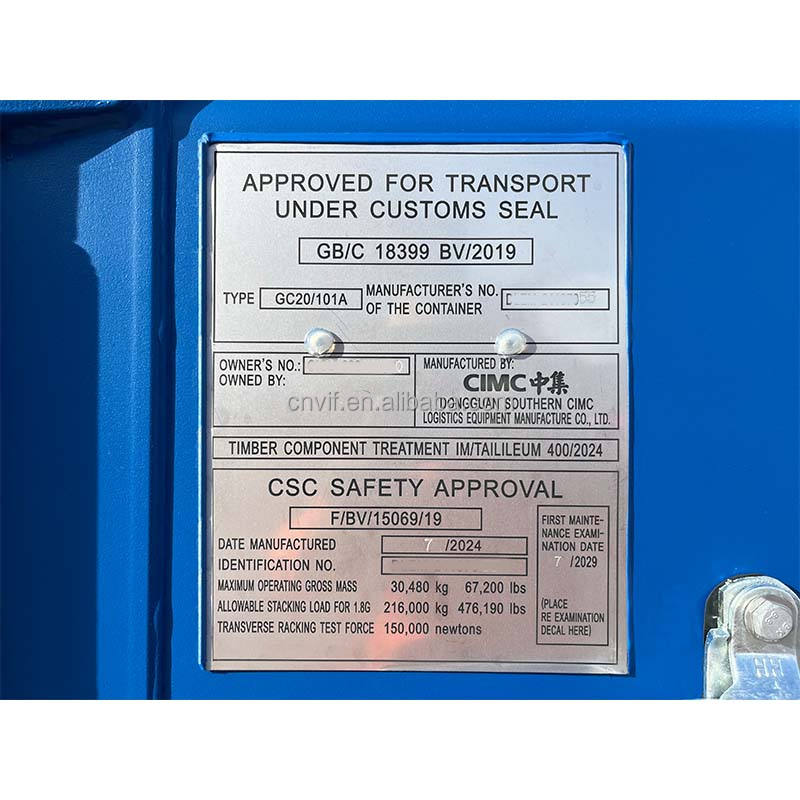 APPROVED FOR TRANSPORT
UNDER CUSTOMS SEAL
GB/C 18399 BV/2019
TYPE GC20/101A
MANUFACTURER'S NO.
OF THE CONTAINER
OWNER'S NO.:
OWNED BY:
MANUFACTURED BY:
CIMC中集
DONGGUAN SOUTHERN CIMC
LOGISTICS EQUIPMENT MANUFACTURE CO., LTD.
cnvif.en.alibaba.com
TIMBER COMPONENT TREATMENT IM/TAILILEUM 400/2024
CSC SAFETY APPROVAL
F/BV/15069/19
DATE MANUFACTURED 7 /2024
IDENTIFICATION NO.
MAXIMUM OPERATING GROSS MASS 30,480 kg 67,200 lbs
ALLOWABLE STACKING LOAD FOR 1.8G 216,000 kg 476,190 lbs
TRANSVERSE RACKING TEST FORCE 150,000 newtons
FIRST MAINTE-
NANCE EXAMI-
NATION DATE
7 /2029
(PLACE
RE EXAMINATION
DECAL HERE)
HH